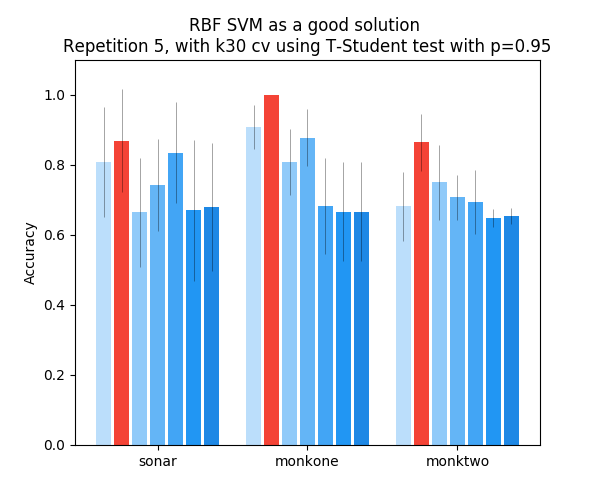 RBF SVM as a good solution
Repetition 5, with k30 cv using T-Student test with p=0.95
1.0
0.8
0.6
0.4
0.2
0.0
Accuracy
sonar
monkone
monktwo